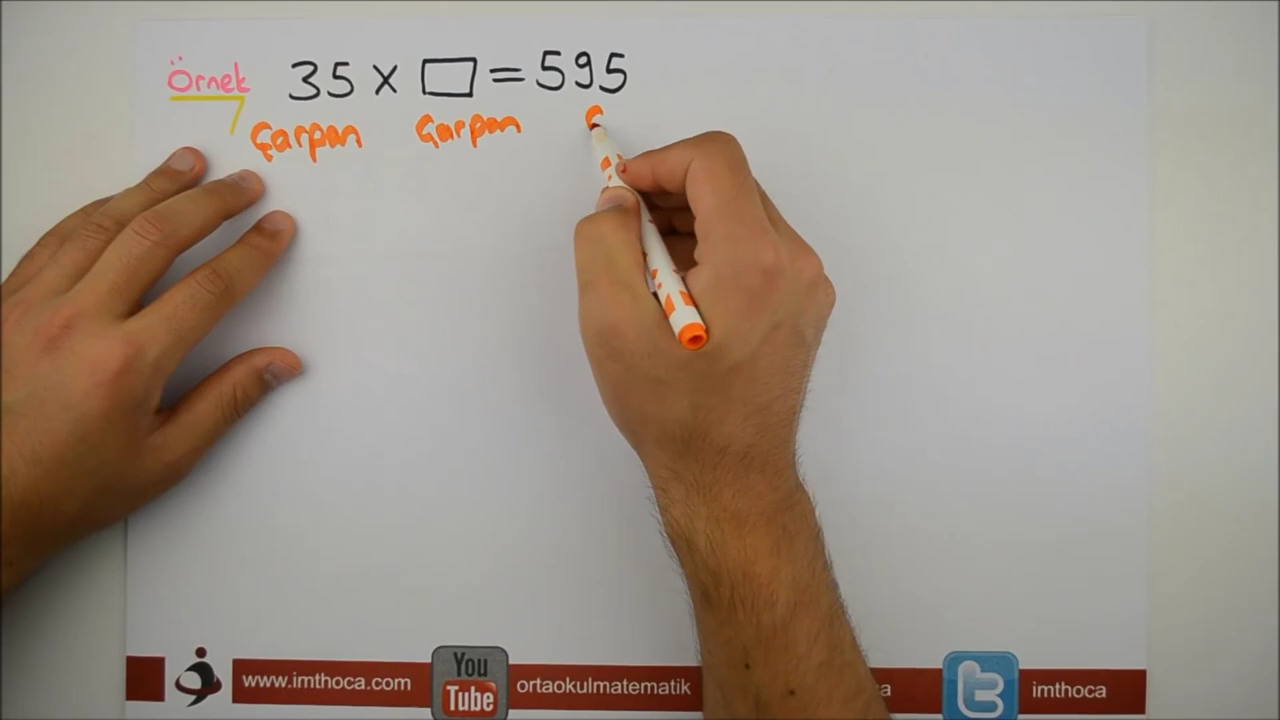 Örnek 35 x □ = 595
Çarpan Çarpan
www.imthoca.com You Tube ortaokulmatematik imthoca